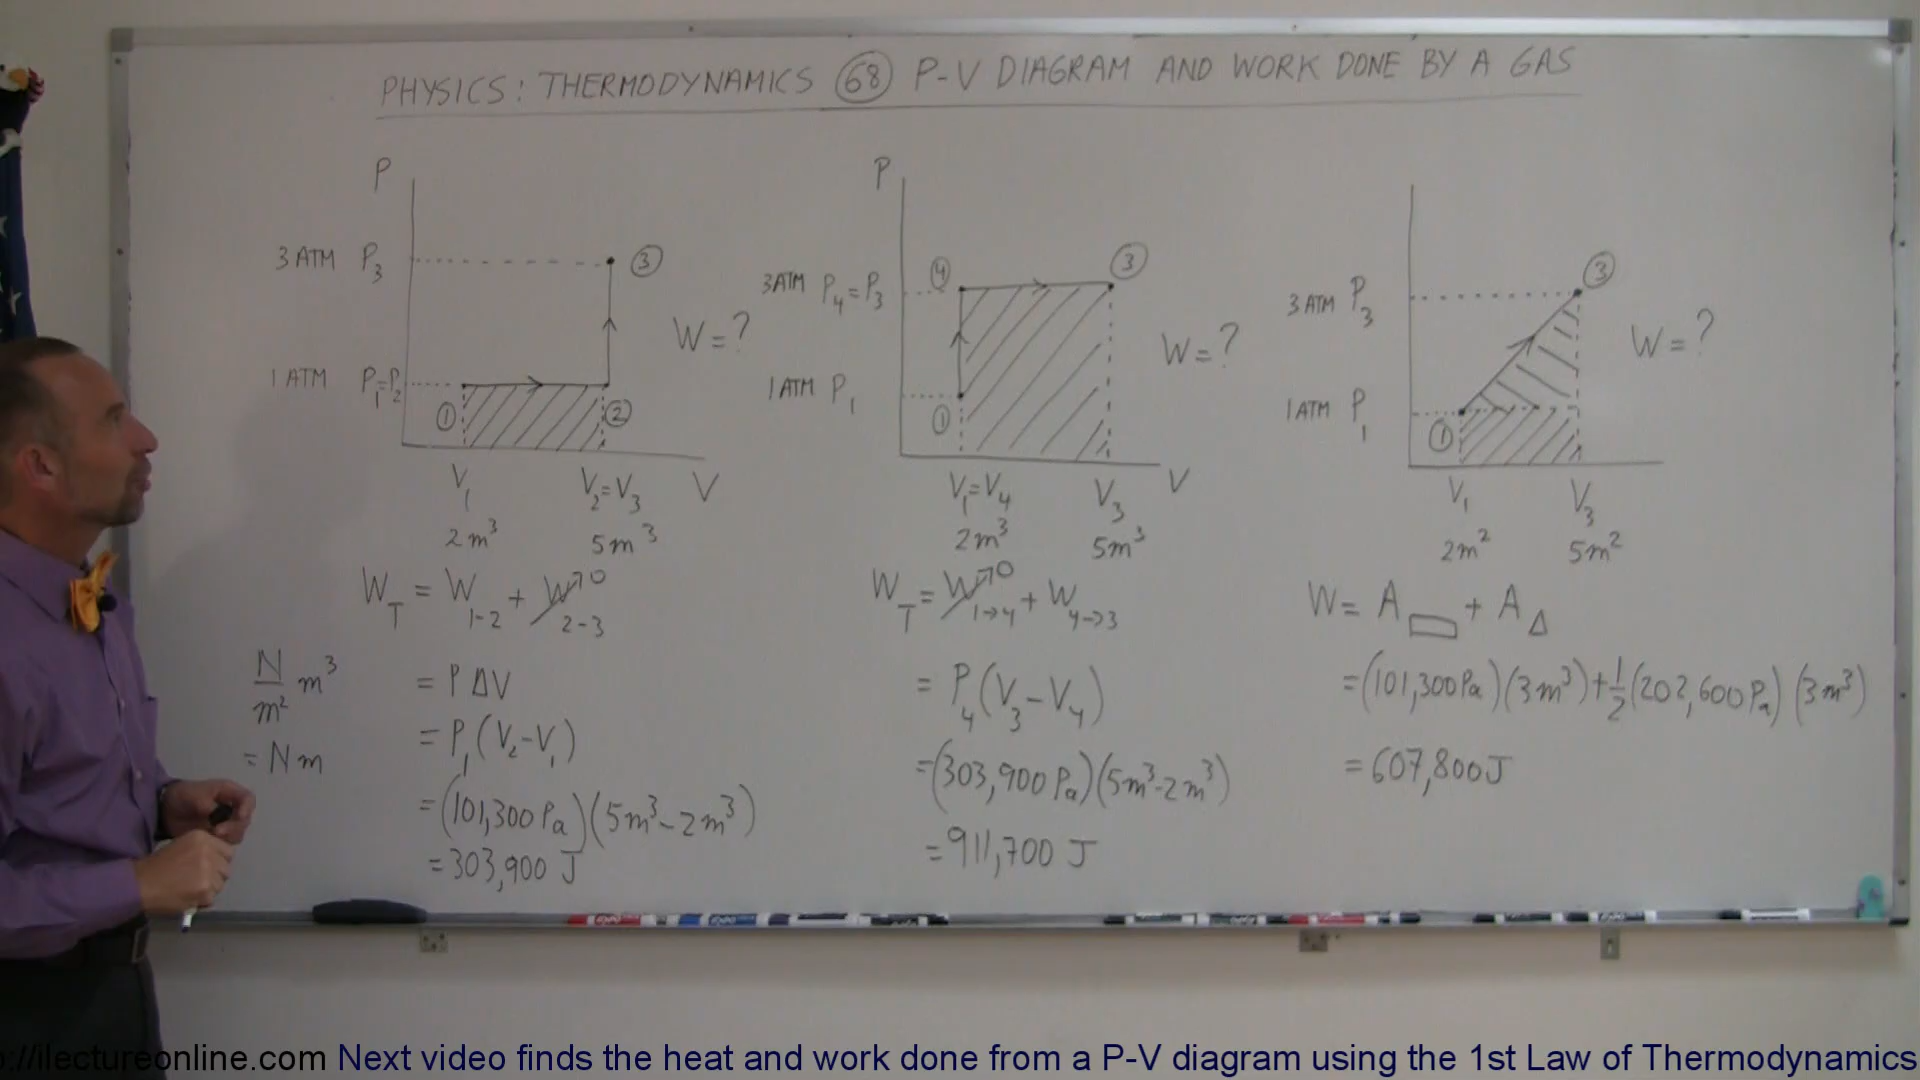 PHYSICS: THERMODYNAMICS 68 P-V DIAGRAM AND WORK DONE BY A GAS
P
3 ATM P3
3
W = ?
1 ATM P1=P2
1
2
V1
V2=V3
V
2m³
5m³
WT = W1-2 + W2-3→0
N/m² m³
= Nm
= P ΔV
= P1(V2-V1)
= (101,300 Pa)(5m³-2m³)
= 303,900 J
P
4
3
3ATM P4=P3
W = ?
1 ATM P1
1
V1=V4
V3
V
2m³
5m³
WT = W1→4→0 + W4→3
= P4(V3-V4)
= (303,900 Pa)(5m³-2m³)
= 911,700 J
3
3 ATM P3
W = ?
1 ATM P1
1
V1
V3
2m²
5m²
W = A▭ + A△
= (101,300 Pa)(3m³)+½(202,600 Pa)(3m³)
= 607,800 J
://ilectureonline.com Next video finds the heat and work done from a P-V diagram using the 1st Law of Thermodynamics